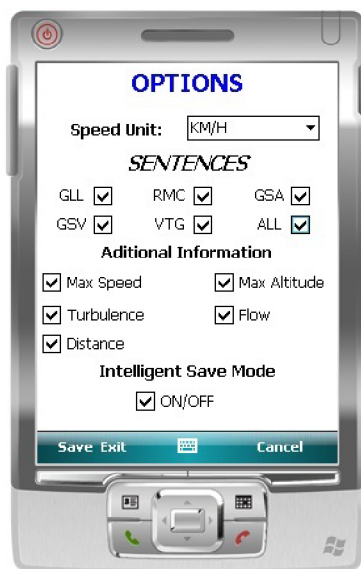 OPTIONS
Speed Unit: KM/H
SENTENCES
GLL RMC GSA
GSV VTG ALL
Aditional Information
Max Speed Max Altitude
Turbulence Flow
Distance
Intelligent Save Mode
ON/OFF
Save Exit Cancel